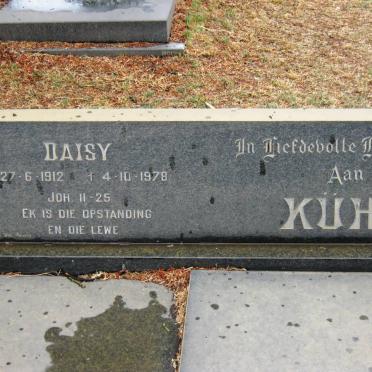 DAISY
27-6-1912 † 4-10-1978
JOH. 11-25
EK IS DIE OPSTANDING
EN DIE LEWE
In Liefdevolle
Aan
KÜH